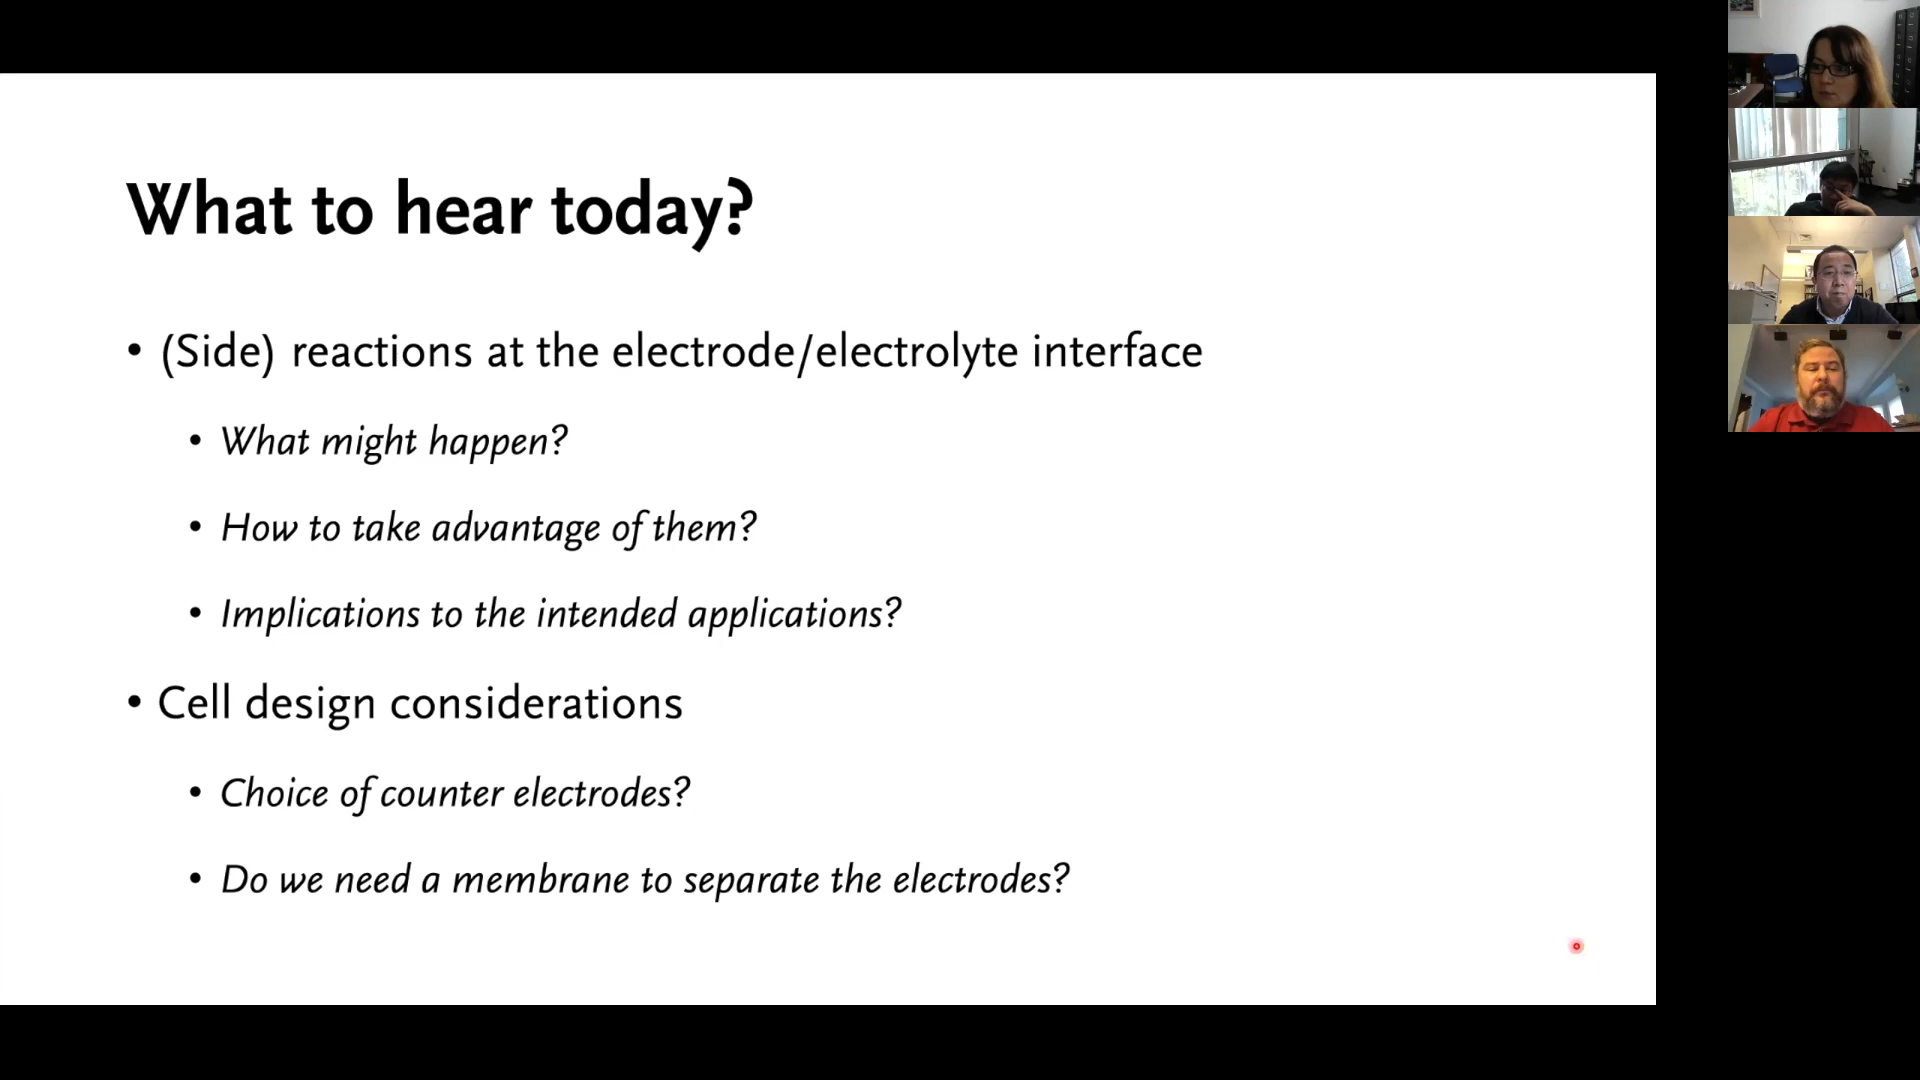 What to hear today?
• (Side) reactions at the electrode/electrolyte interface
• What might happen?
• How to take advantage of them?
• Implications to the intended applications?
• Cell design considerations
• Choice of counter electrodes?
• Do we need a membrane to separate the electrodes?